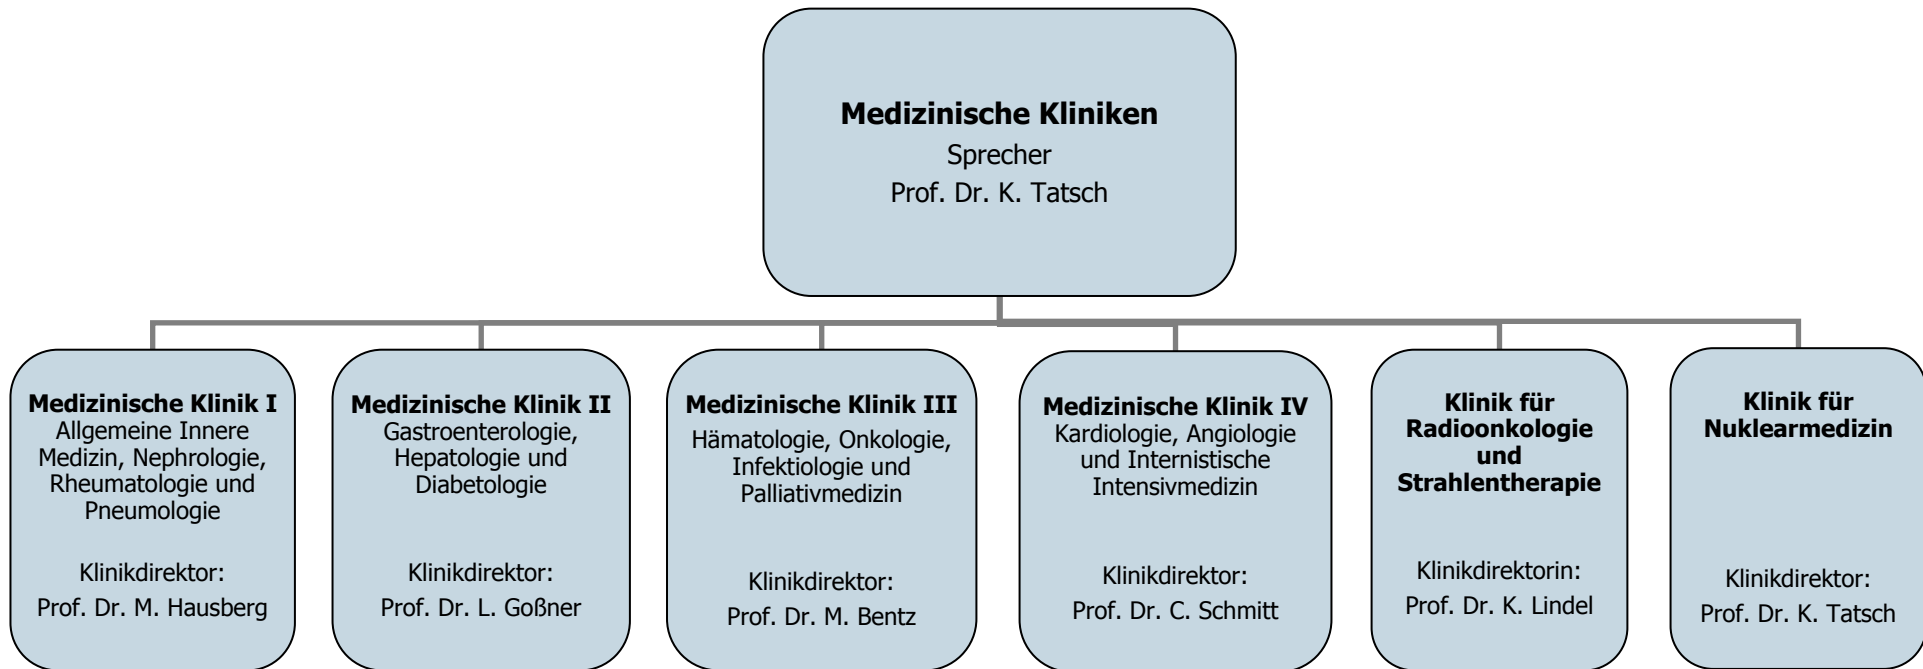 Medizinische Kliniken
Sprecher
Prof. Dr. K. Tatsch
Medizinische Klinik I
Allgemeine Innere
Medizin, Nephrologie,
Rheumatologie und
Pneumologie
Klinikdirektor:
Prof. Dr. M. Hausberg
Medizinische Klinik II
Gastroenterologie,
Hepatologie und
Diabetologie
Klinikdirektor:
Prof. Dr. L. Goßner
Medizinische Klinik III
Hämatologie, Onkologie,
Infektiologie und
Palliativmedizin
Klinikdirektor:
Prof. Dr. M. Bentz
Medizinische Klinik IV
Kardiologie, Angiologie
und Internistische
Intensivmedizin
Klinikdirektor:
Prof. Dr. C. Schmitt
Klinik für
Radioonkologie
und
Strahlentherapie
Klinikdirektorin:
Prof. Dr. K. Lindel
Klinik für
Nuklearmedizin
Klinikdirektor:
Prof. Dr. K. Tatsch